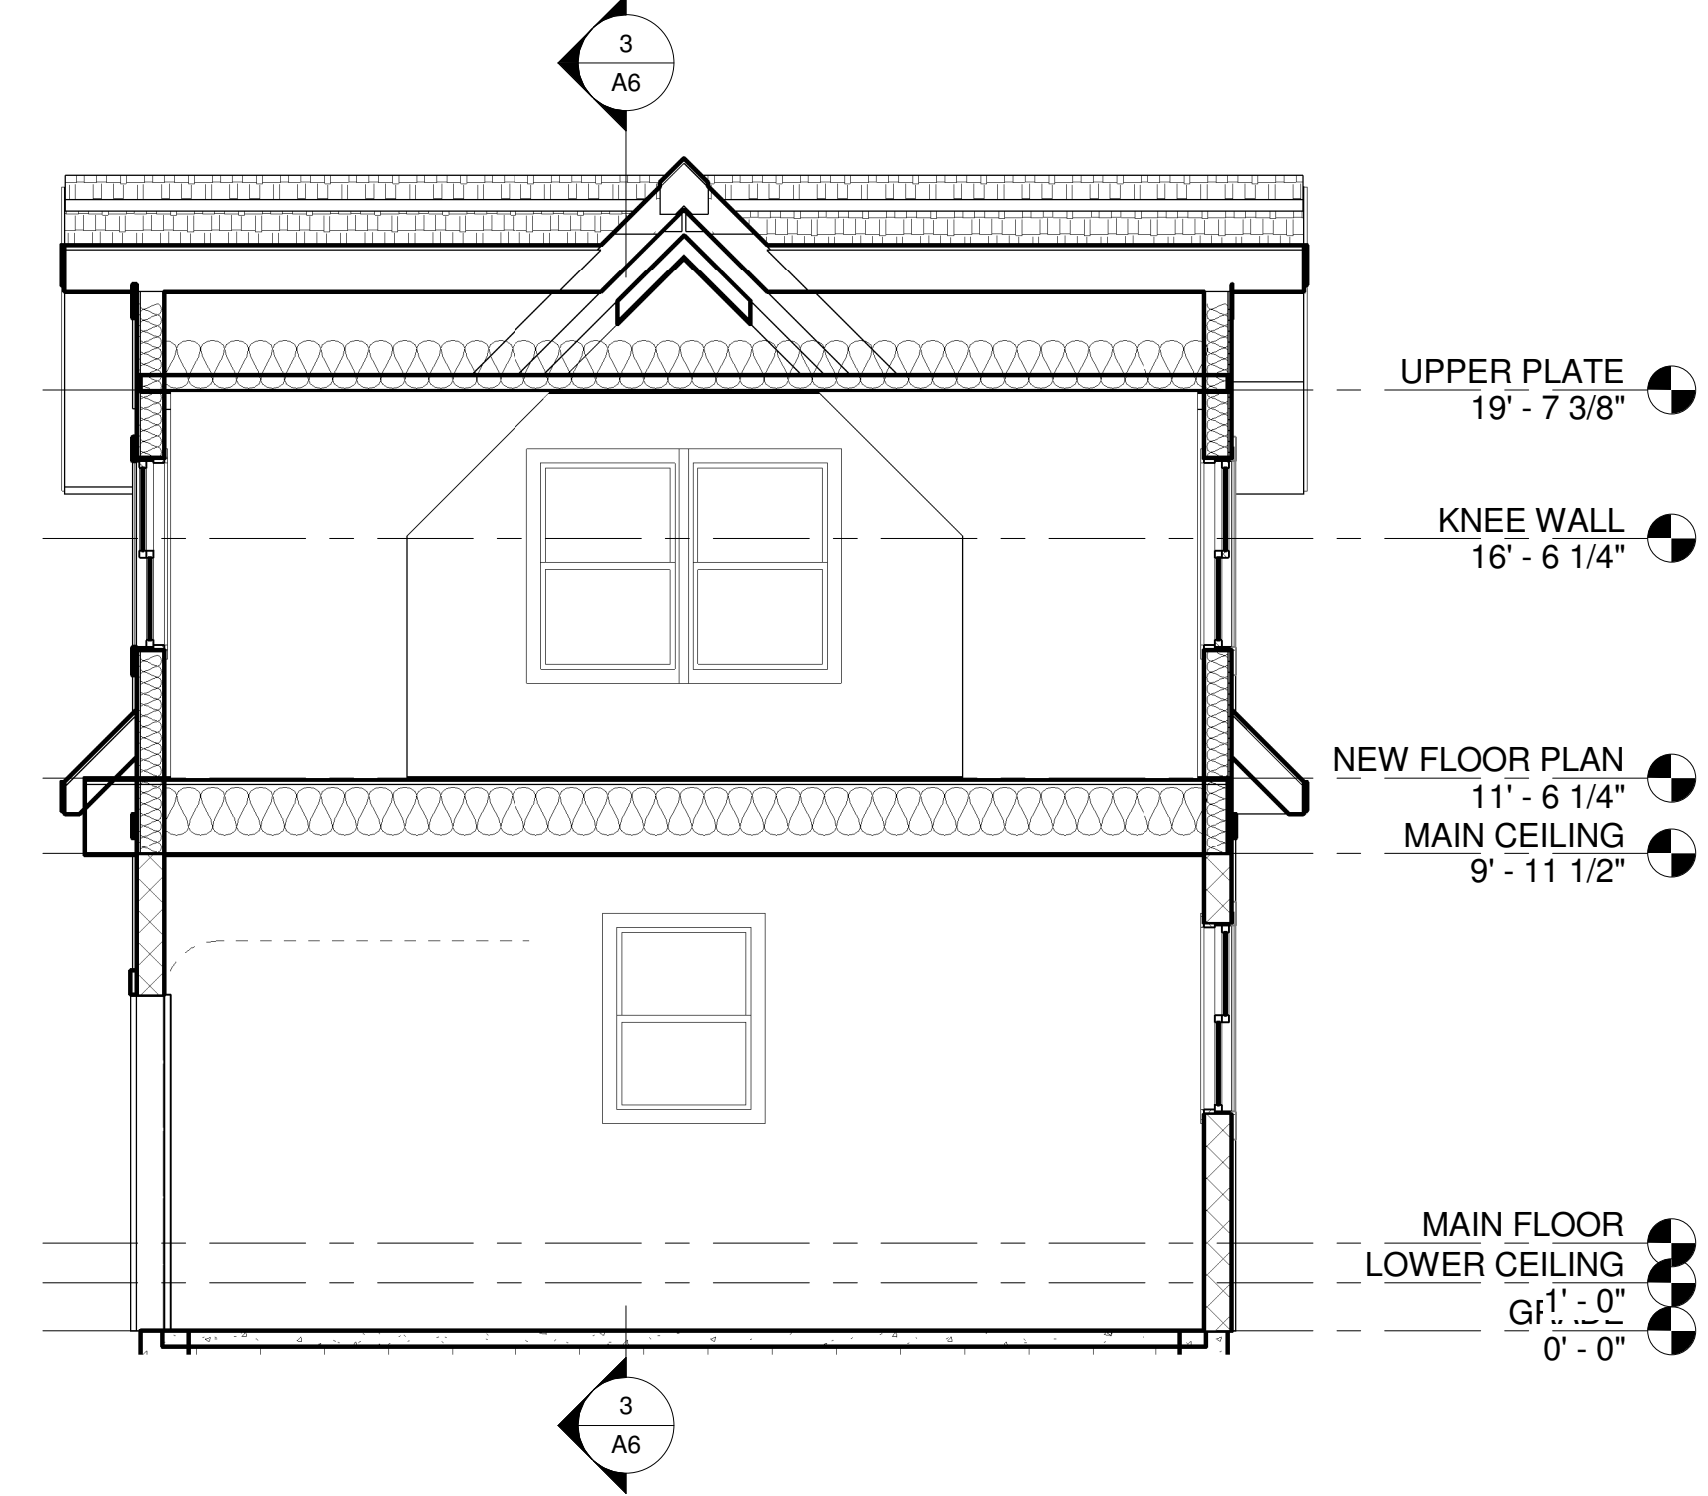 3
A6
UPPER PLATE
19' - 7 3/8"
KNEE WALL
16' - 6 1/4"
NEW FLOOR PLAN
11' - 6 1/4"
MAIN CEILING
9' - 11 1/2"
MAIN FLOOR
LOWER CEILING
1' - 0"
0' - 0"
3
A6